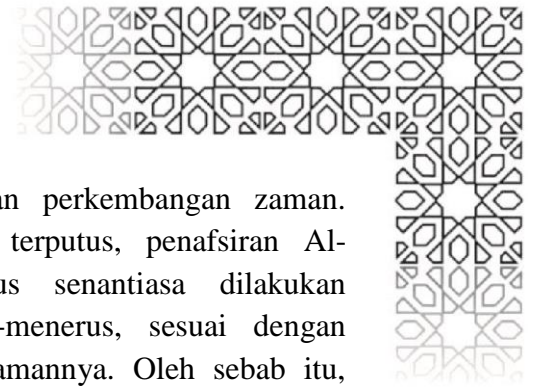 an perkembangan zaman.
terputus, penafsiran Al-
us senantiasa dilakukan
-menerus, sesuai dengan
amannya. Oleh sebab itu,